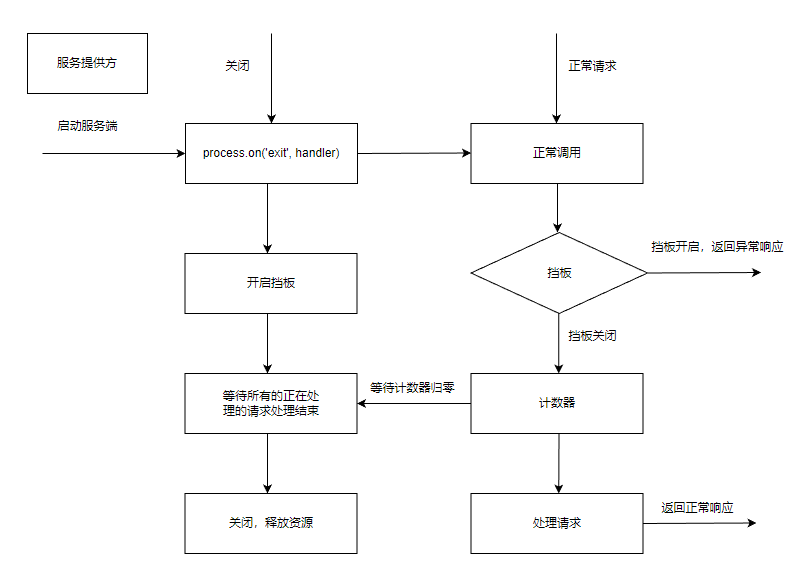 服务提供方
关闭
正常请求
启动服务端
process.on('exit', handler)
正常调用
挡板开启，返回异常响应
开启挡板
挡板
挡板关闭
等待所有的正在处
理的请求处理结束
等待计数器归零
计数器
关闭，释放资源
处理请求
返回正常响应